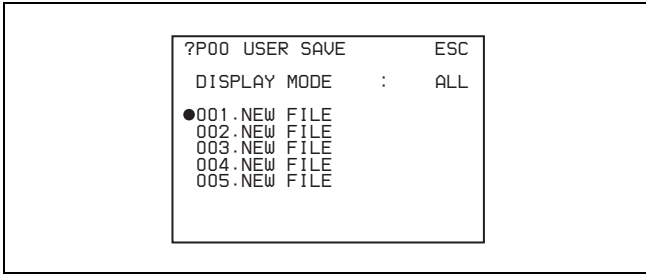 ?P00 USER SAVE ESC
DISPLAY MODE : ALL
●001.NEW FILE
002.NEW FILE
003.NEW FILE
004.NEW FILE
005.NEW FILE